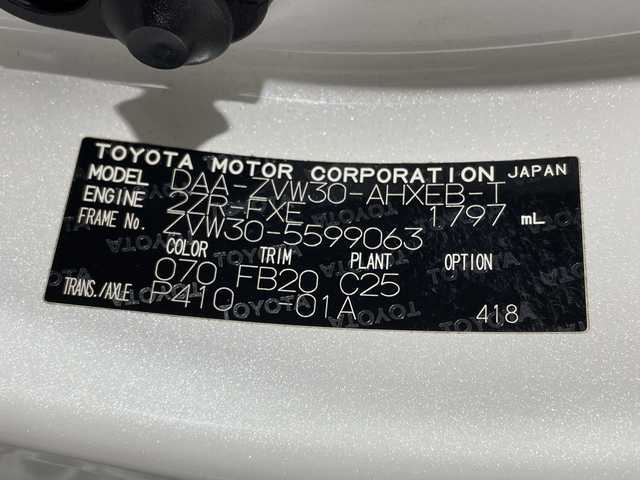 TOYOTA MOTOR CORPORATION JAPAN
MODEL DAA-ZVW30-AHXEB-T
ENGINE 2ZR-FXE 1797 mL
FRAME No. ZVW30-5599063
COLOR TRIM PLANT OPTION
070 FB20 C25
TRANS./AXLE P410 -01A 418